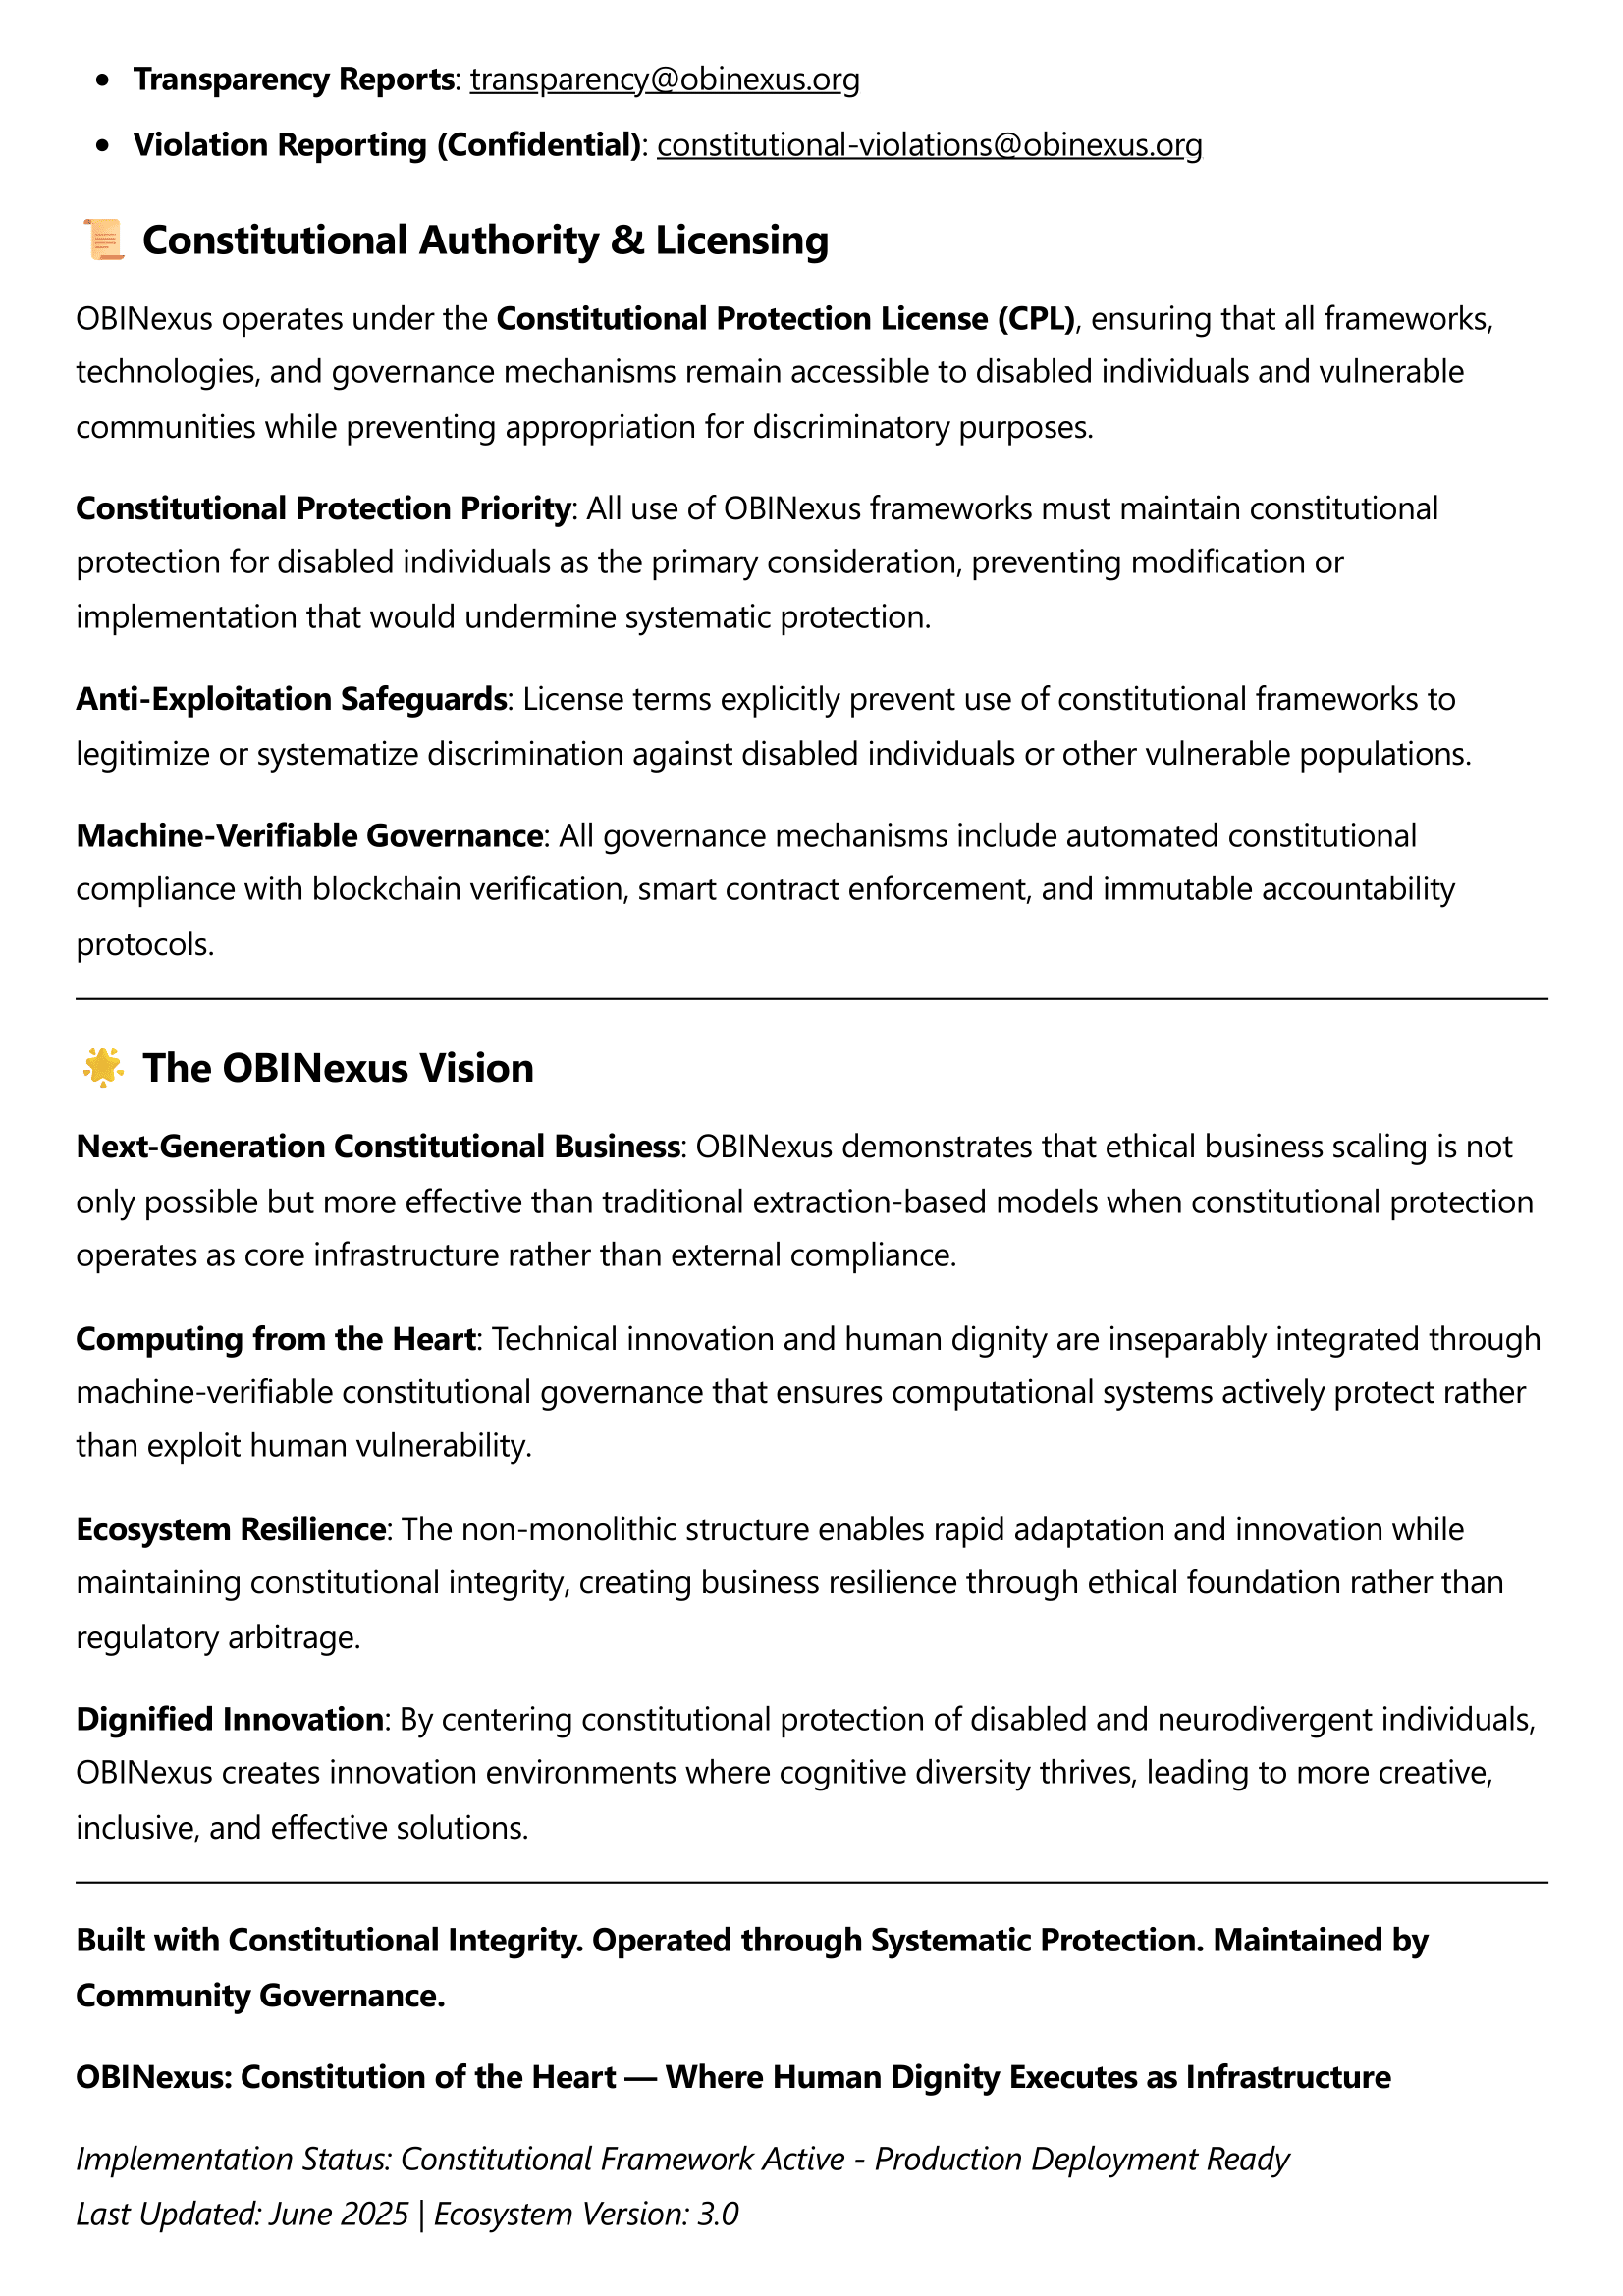 • Transparency Reports: transparency@obinexus.org
• Violation Reporting (Confidential): constitutional-violations@obinexus.org
📜 Constitutional Authority & Licensing
OBINexus operates under the Constitutional Protection License (CPL), ensuring that all frameworks,
technologies, and governance mechanisms remain accessible to disabled individuals and vulnerable
communities while preventing appropriation for discriminatory purposes.
Constitutional Protection Priority: All use of OBINexus frameworks must maintain constitutional
protection for disabled individuals as the primary consideration, preventing modification or
implementation that would undermine systematic protection.
Anti-Exploitation Safeguards: License terms explicitly prevent use of constitutional frameworks to
legitimize or systematize discrimination against disabled individuals or other vulnerable populations.
Machine-Verifiable Governance: All governance mechanisms include automated constitutional
compliance with blockchain verification, smart contract enforcement, and immutable accountability
protocols.
🌟 The OBINexus Vision
Next-Generation Constitutional Business: OBINexus demonstrates that ethical business scaling is not
only possible but more effective than traditional extraction-based models when constitutional protection
operates as core infrastructure rather than external compliance.
Computing from the Heart: Technical innovation and human dignity are inseparably integrated through
machine-verifiable constitutional governance that ensures computational systems actively protect rather
than exploit human vulnerability.
Ecosystem Resilience: The non-monolithic structure enables rapid adaptation and innovation while
maintaining constitutional integrity, creating business resilience through ethical foundation rather than
regulatory arbitrage.
Dignified Innovation: By centering constitutional protection of disabled and neurodivergent individuals,
OBINexus creates innovation environments where cognitive diversity thrives, leading to more creative,
inclusive, and effective solutions.
Built with Constitutional Integrity. Operated through Systematic Protection. Maintained by
Community Governance.
OBINexus: Constitution of the Heart — Where Human Dignity Executes as Infrastructure
Implementation Status: Constitutional Framework Active - Production Deployment Ready
Last Updated: June 2025 | Ecosystem Version: 3.0